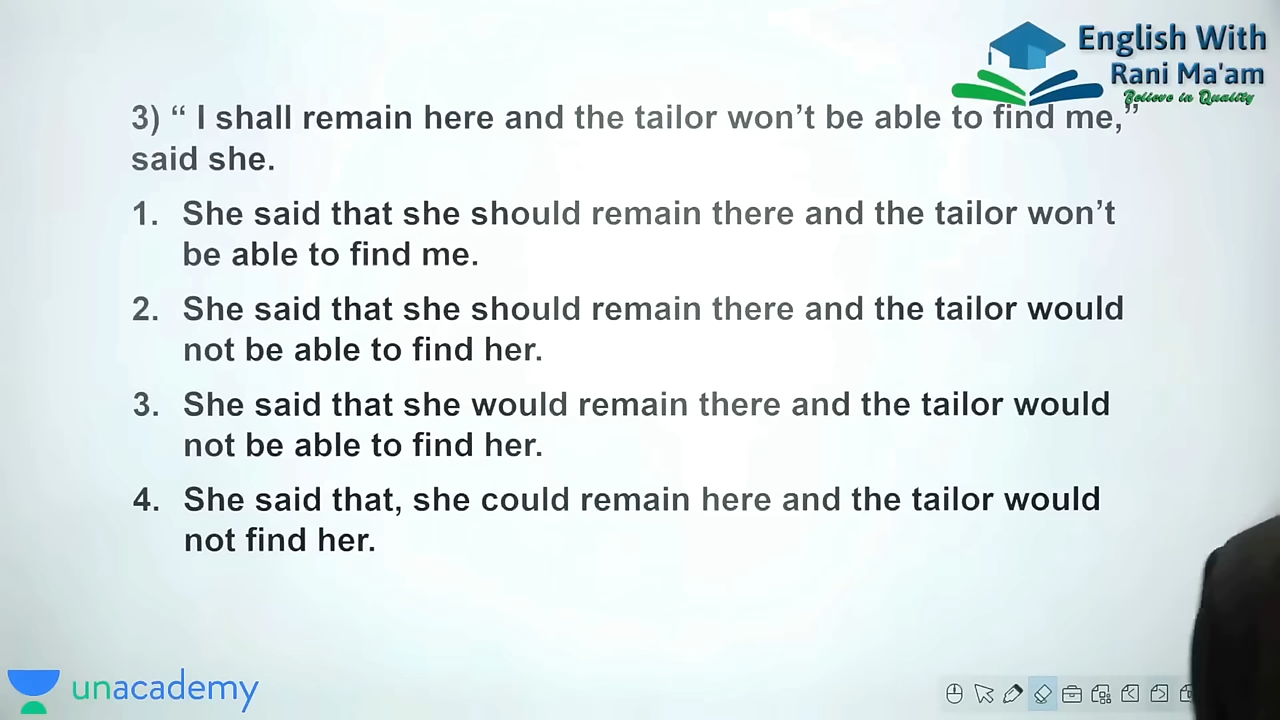 English With
Rani Ma'am
Believe in Quality
3) “ I shall remain here and the tailor won’t be able to find me,”
said she.
1. She said that she should remain there and the tailor won’t
be able to find me.
2. She said that she should remain there and the tailor would
not be able to find her.
3. She said that she would remain there and the tailor would
not be able to find her.
4. She said that, she could remain here and the tailor would
not find her.
unacademy